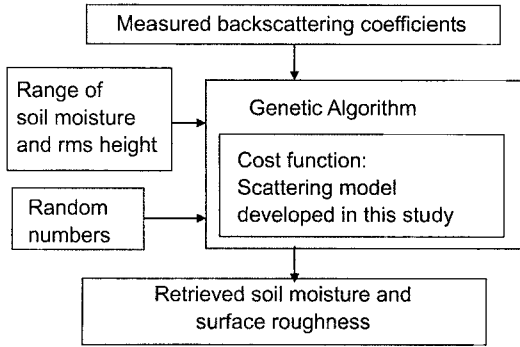 Measured backscattering coefficients
Range of
soil moisture
and rms height
Genetic Algorithm
Cost function:
Scattering model
developed in this study
Random
numbers
Retrieved soil moisture and
surface roughness